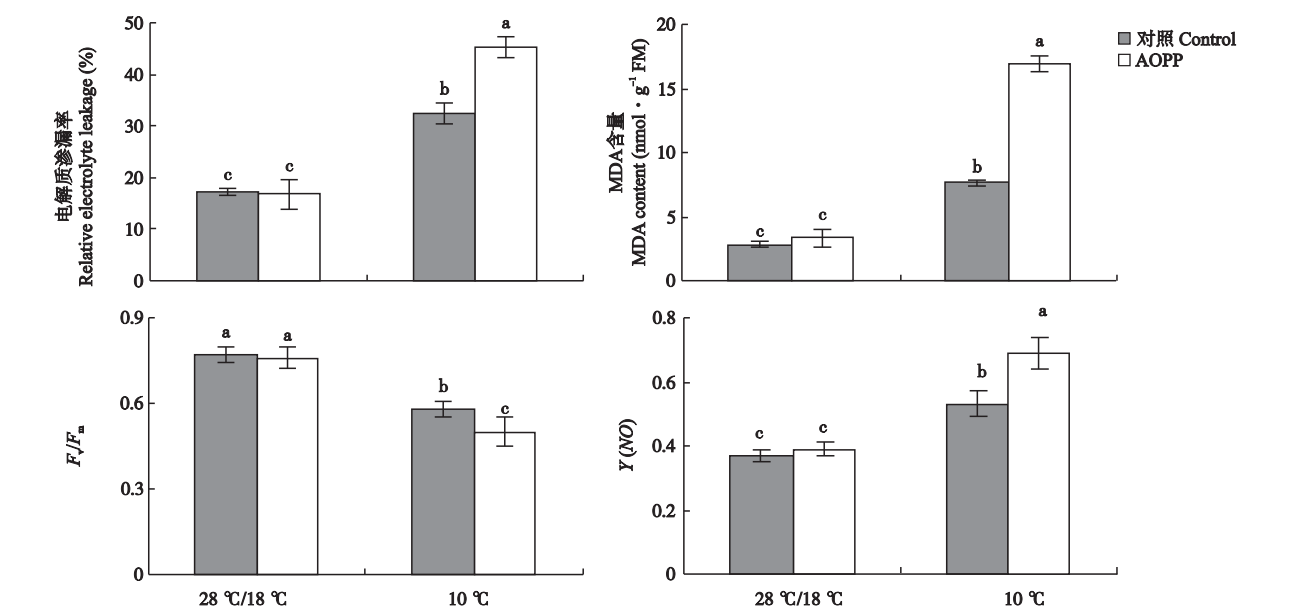 电解质渗漏率
Relative electrolyte leakage (%)
50
40
30
20
10
0
c
c
b
a
MDA含量
MDA content (nmol·g⁻¹ FM)
20
15
10
5
0
c
c
b
a
对照 Control
AOPP
Fv/Fm
0.9
0.6
0.3
0
a
a
b
c
28 ℃/18 ℃
10 ℃
Y (NO)
0.8
0.6
0.4
0.2
0
c
c
b
a
28 ℃/18 ℃
10 ℃